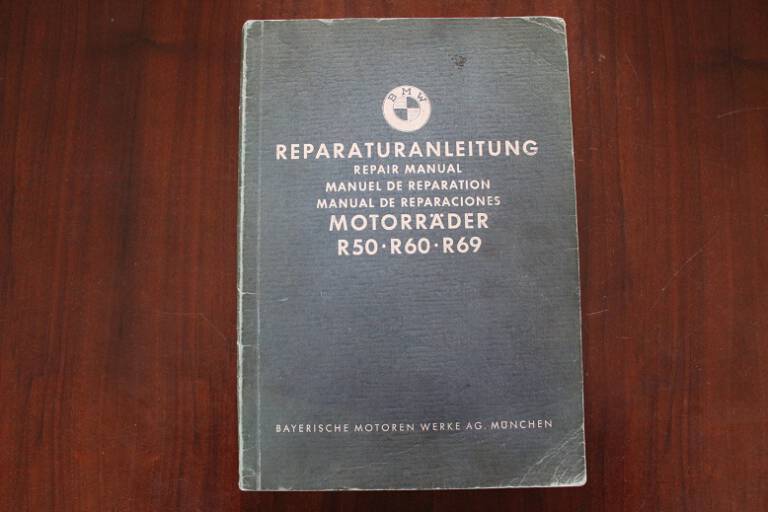 BMW
REPARATURANLEITUNG
REPAIR MANUAL
MANUEL DE REPARATION
MANUAL DE REPARACIONES
MOTORRÄDER
R50·R60·R69
BAYERISCHE MOTOREN WERKE AG. MÜNCHEN